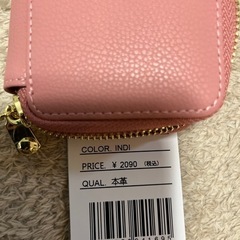 COLOR. INDI
PRICE. ¥ 2090 (税込)
QUAL. 本革